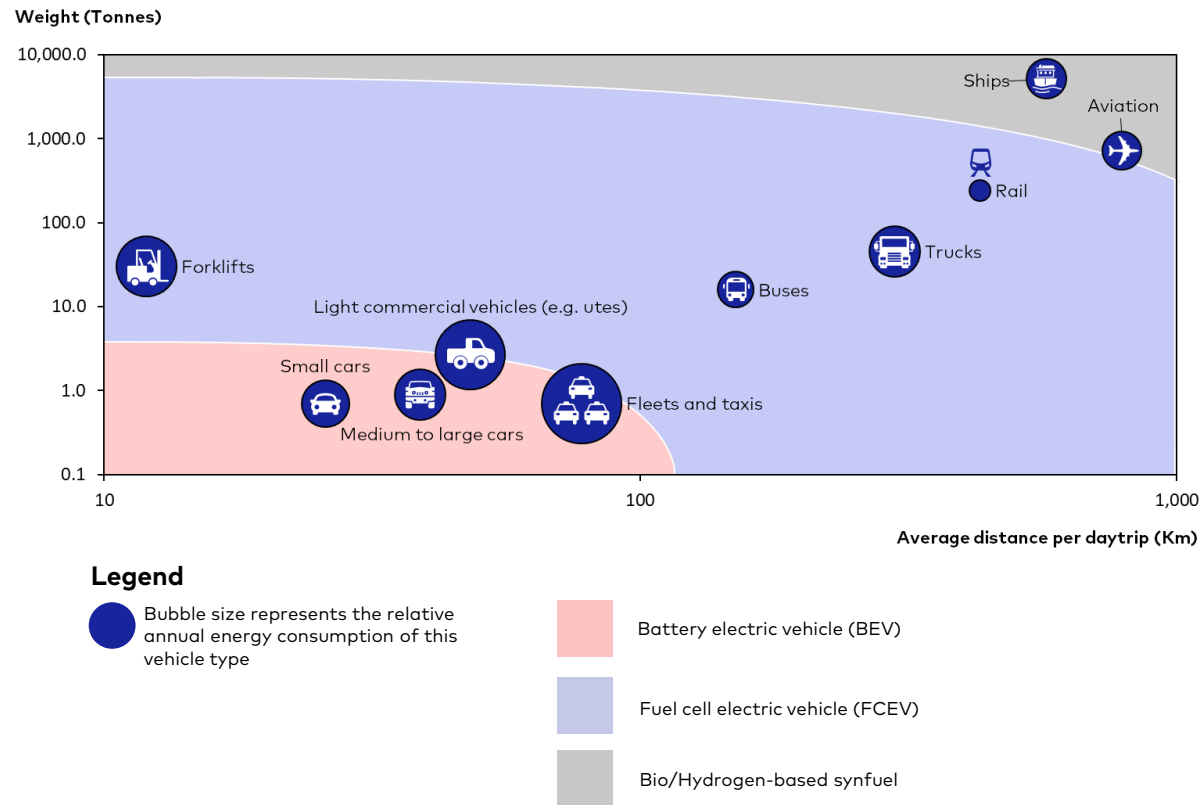 Weight (Tonnes)
10,000.0
Ships
Aviation
1,000.0
Rail
100.0
Trucks
Forklifts
Buses
10.0
Light commercial vehicles (e.g. utes)
Small cars
1.0
Fleets and taxis
Medium to large cars
0.1
10
100
1,000
Average distance per daytrip (Km)
Legend
Bubble size represents the relative
annual energy consumption of this
vehicle type
Battery electric vehicle (BEV)
Fuel cell electric vehicle (FCEV)
Bio/Hydrogen-based synfuel